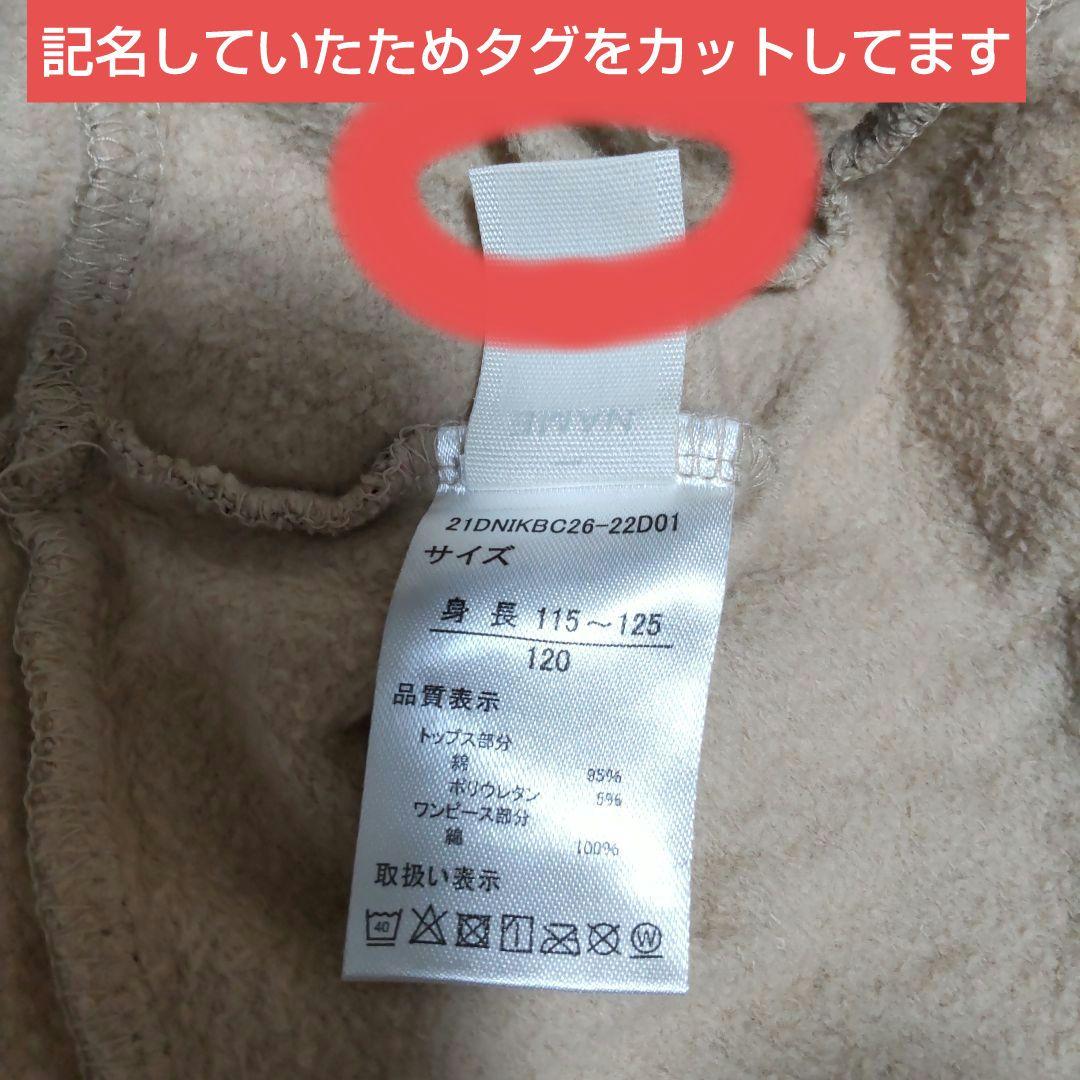 記名していたためタグをカットしてます
NAME
21DNIKBC26-22D01
サイズ
身長 115〜125
120
品質表示
トップス部分
綿 95%
ポリウレタン 5%
ワンピース部分
綿 100%
取扱い表示
40
W